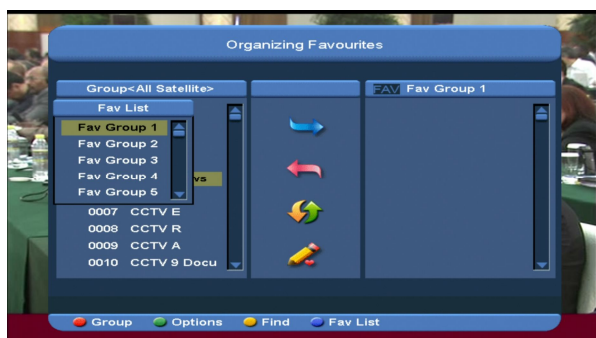 Organizing Favourites
Group<All Satellite>
Fav List
Fav Group 1
Fav Group 2
Fav Group 3
Fav Group 4
Fav Group 5
0007 CCTV E
0008 CCTV R
0009 CCTV A
0010 CCTV 9 Docu
FAV Fav Group 1
Group
Options
Find
Fav List